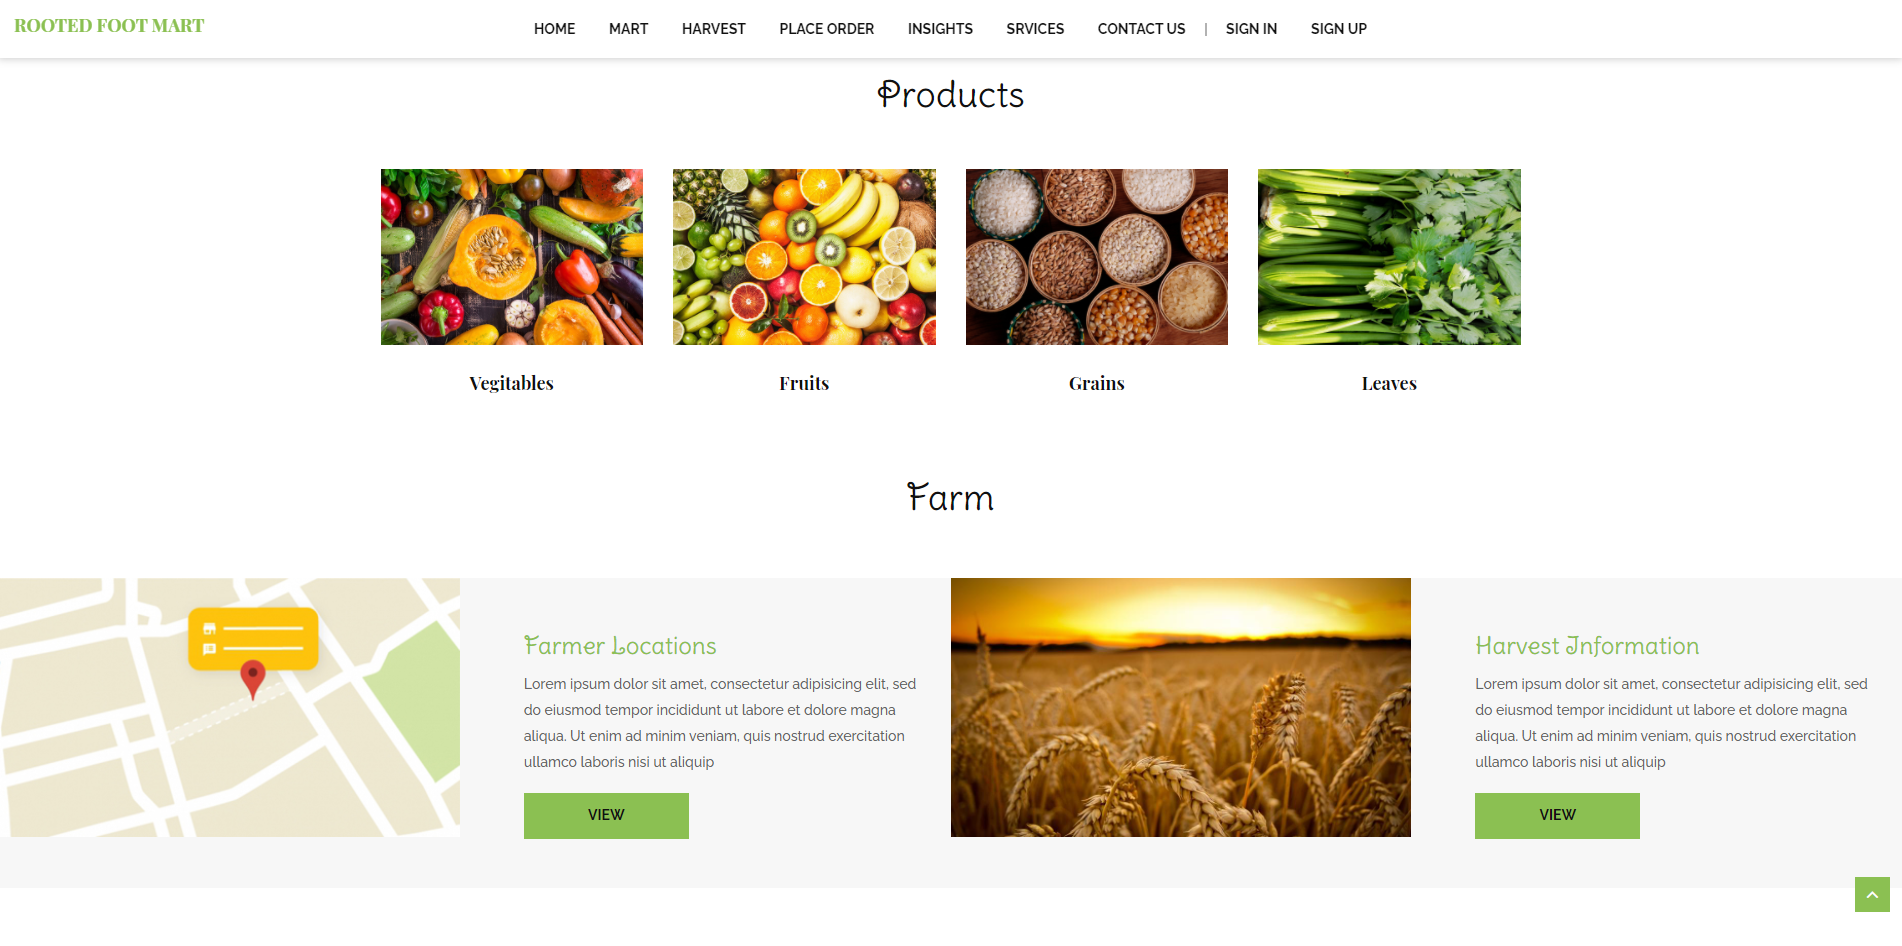 ROOTED FOOT MART
HOME MART HARVEST PLACE ORDER INSIGHTS SRVICES CONTACT US | SIGN IN SIGN UP
Products
Vegitables
Fruits
Grains
Leaves
Farm
Farmer Locations
Lorem ipsum dolor sit amet, consectetur adipisicing elit, sed
do eiusmod tempor incididunt ut labore et dolore magna
aliqua. Ut enim ad minim veniam, quis nostrud exercitation
ullamco laboris nisi ut aliquip
VIEW
Harvest Information
Lorem ipsum dolor sit amet, consectetur adipisicing elit, sed
do eiusmod tempor incididunt ut labore et dolore magna
aliqua. Ut enim ad minim veniam, quis nostrud exercitation
ullamco laboris nisi ut aliquip
VIEW